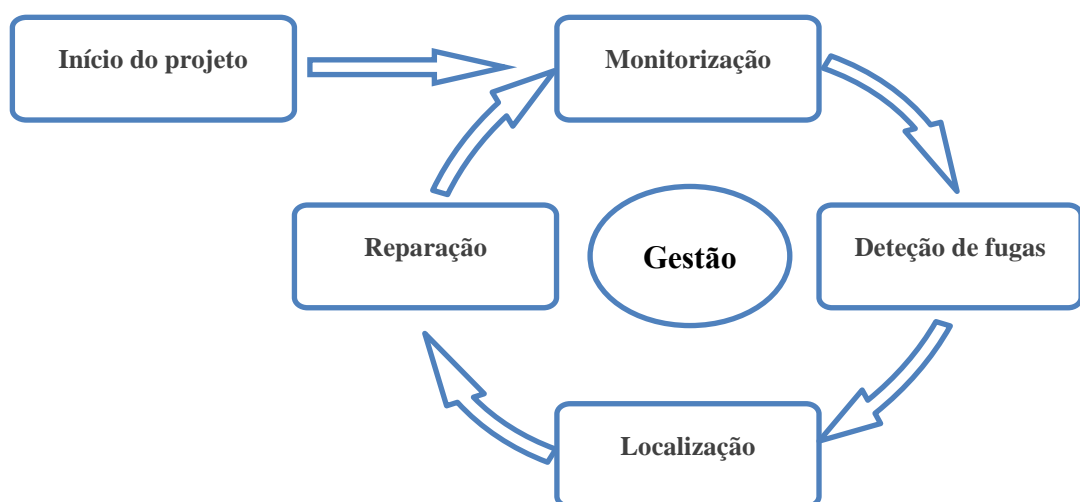 Início do projeto
Monitorização
Reparação
Gestão
Deteção de fugas
Localização